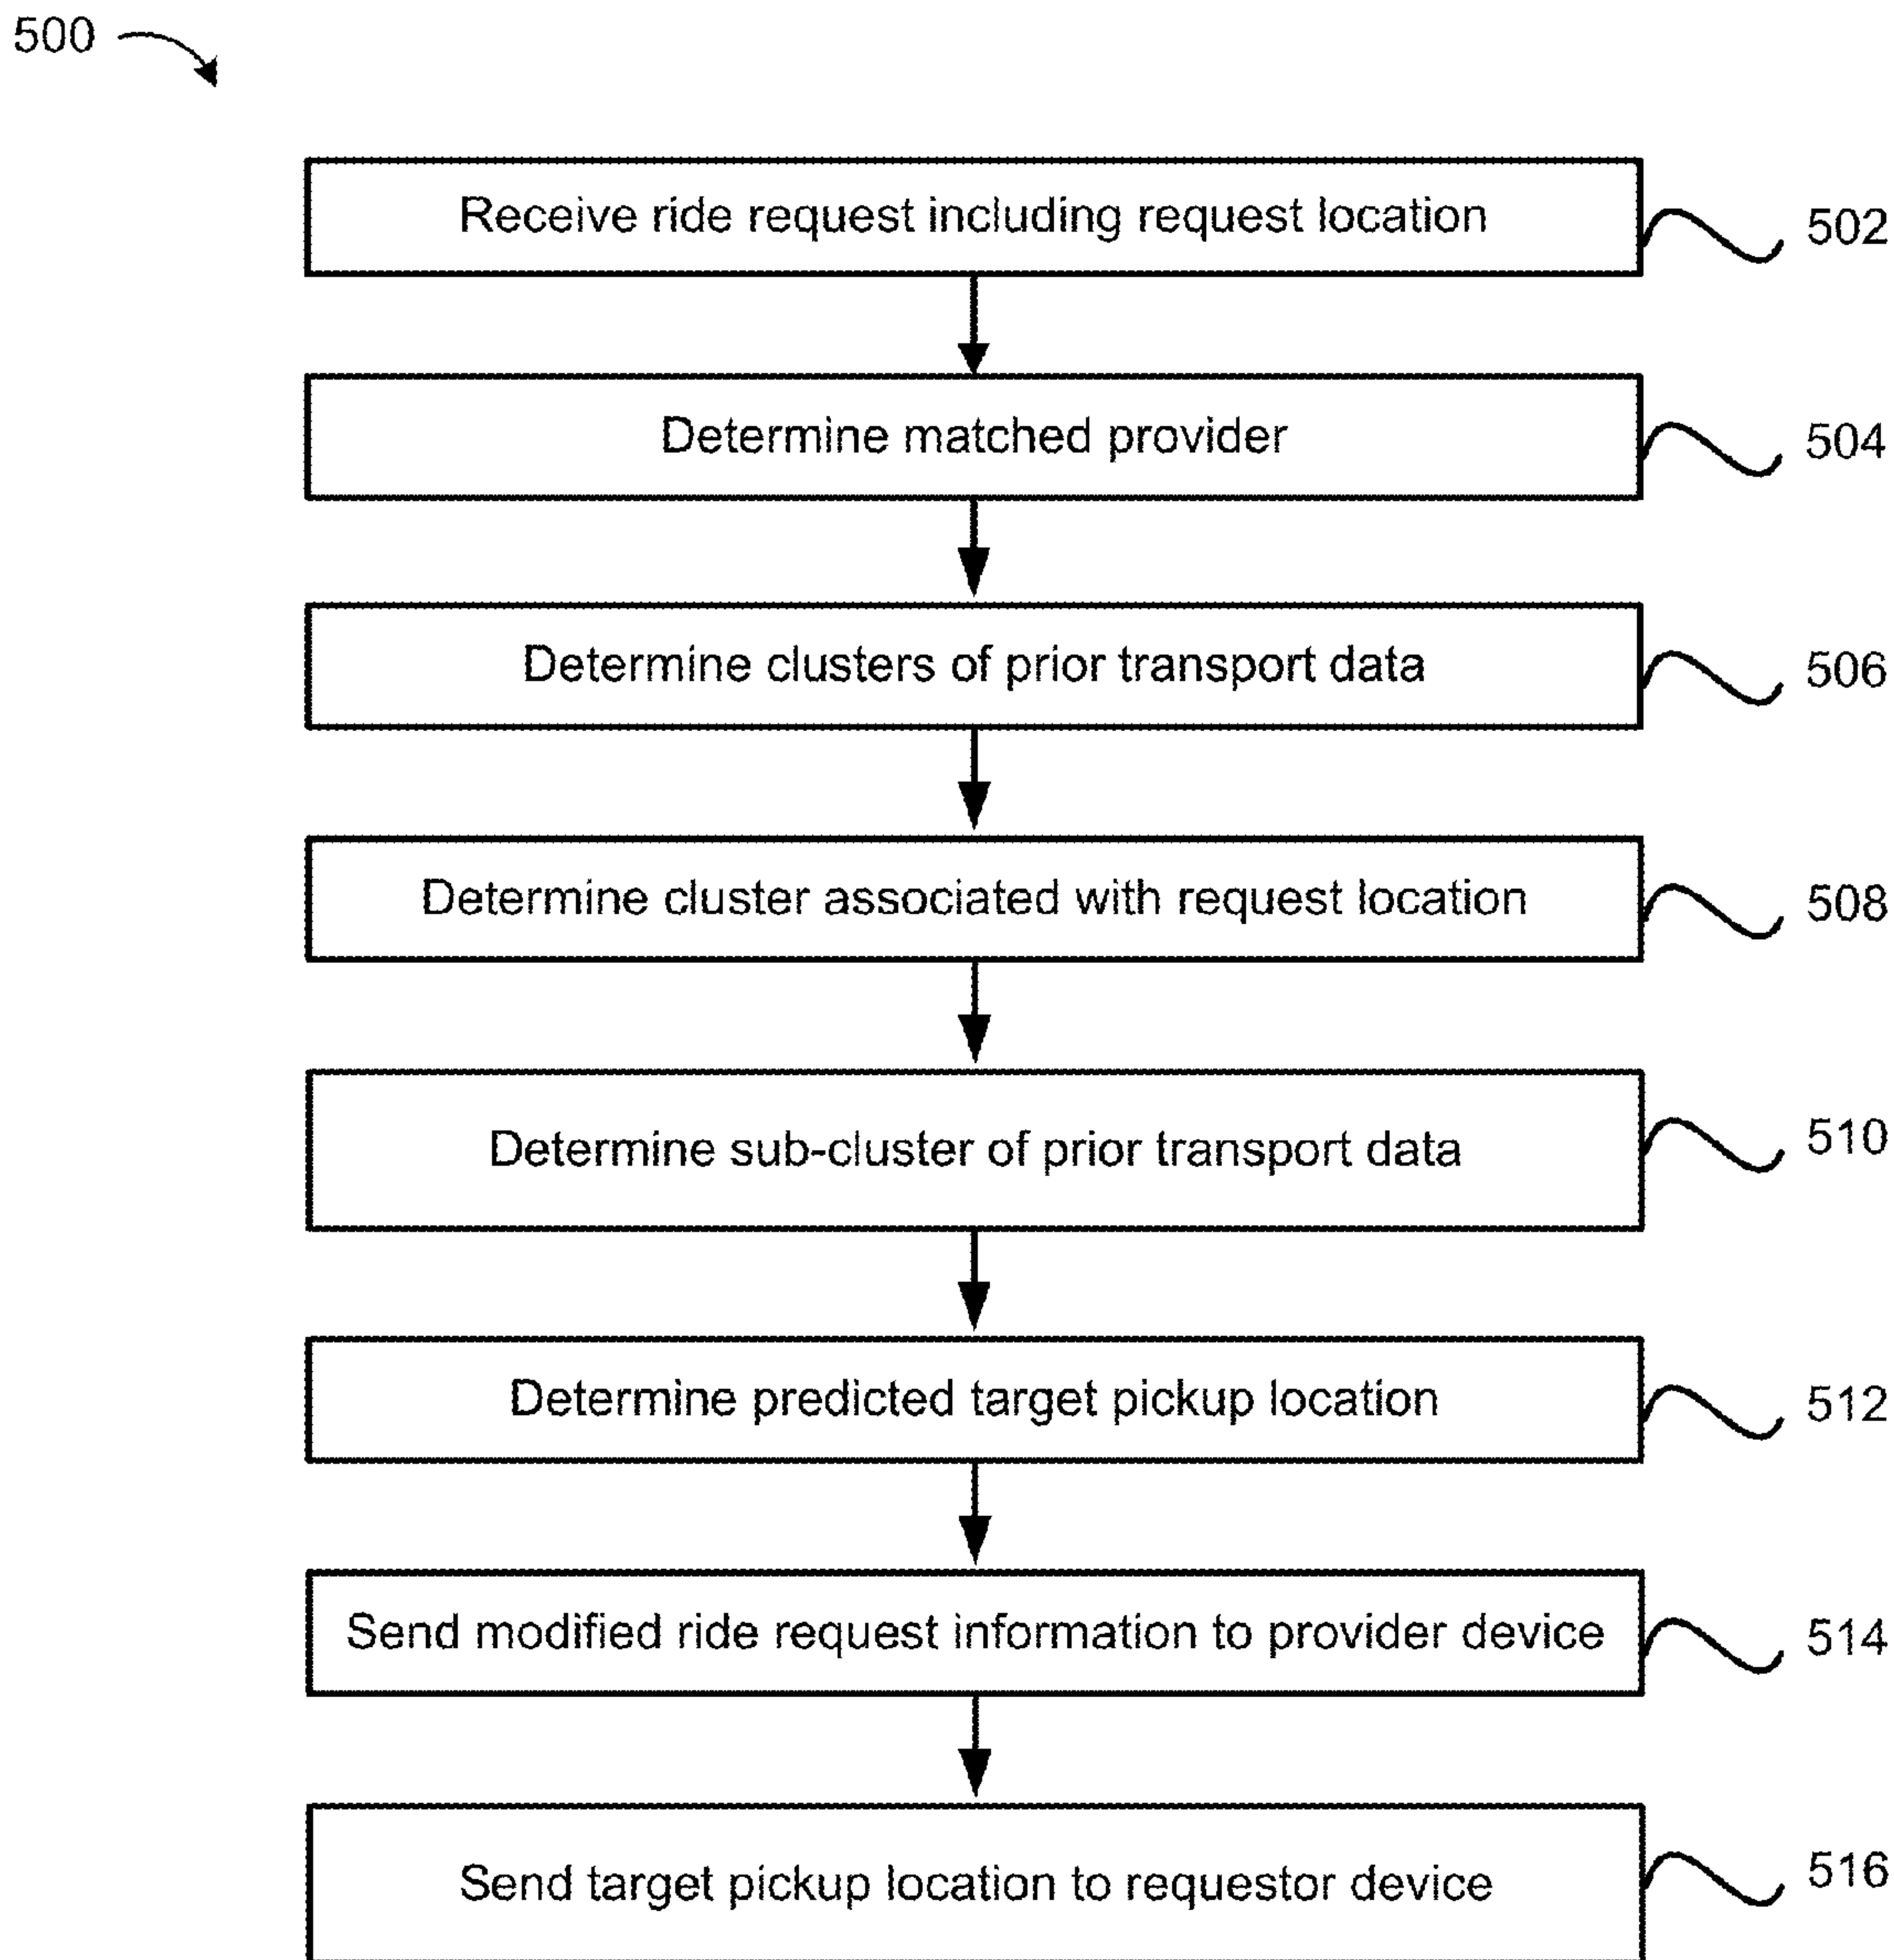 500
Receive ride request including request location
502
Determine matched provider
504
Determine clusters of prior transport data
506
Determine cluster associated with request location
508
Determine sub-cluster of prior transport data
510
Determine predicted target pickup location
512
Send modified ride request information to provider device
514
Send target pickup location to requestor device
516